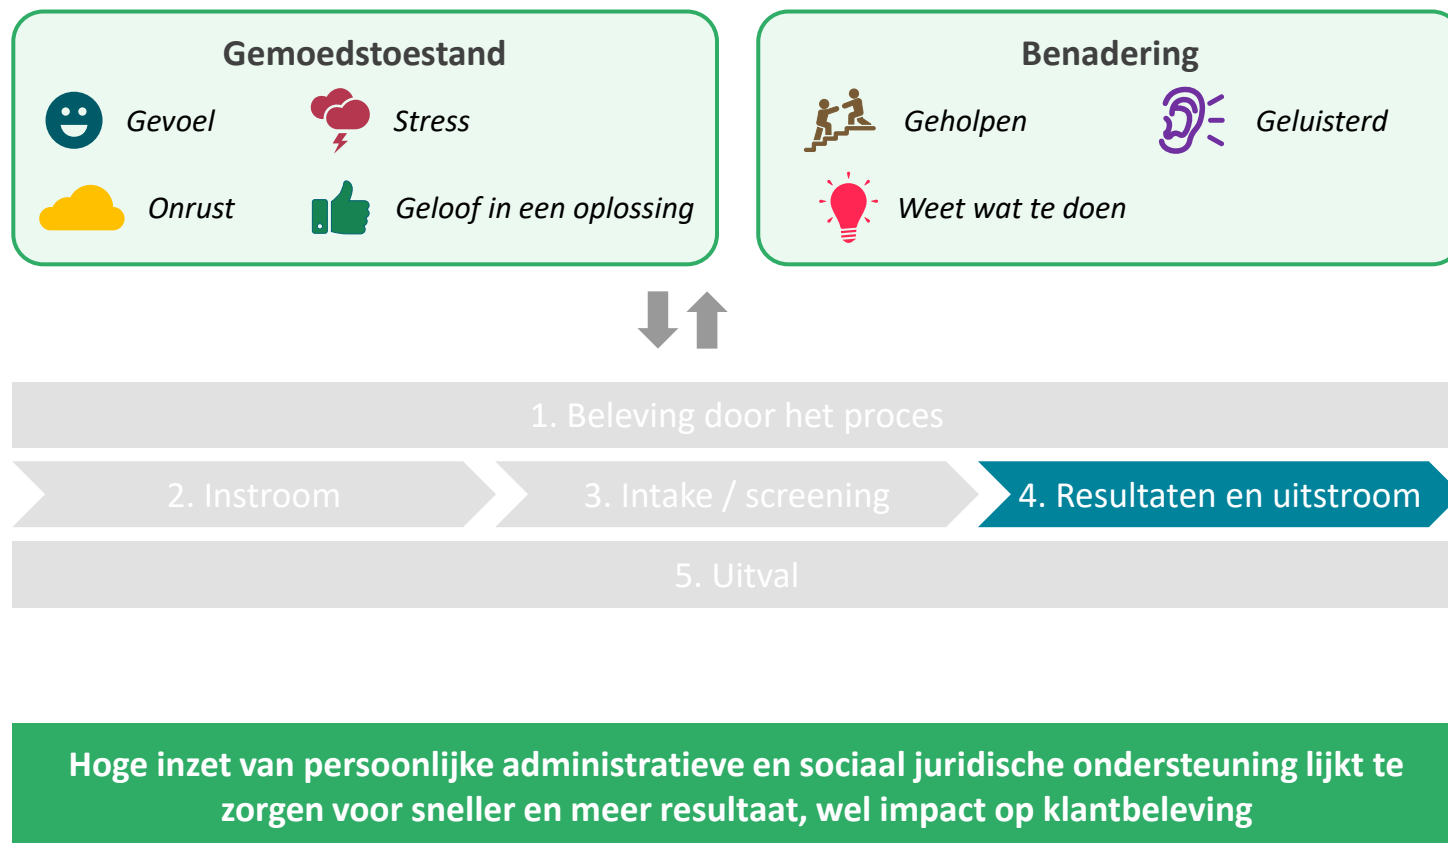 Gemoedstoestand
Gevoel
Stress
Onrust
Geloof in een oplossing
Benadering
Geholpen
Geluisterd
Weet wat te doen
1. Beleving door het proces
2. Instroom
3. Intake / screening
4. Resultaten en uitstroom
5. Uitval
Hoge inzet van persoonlijke administratieve en sociaal juridische ondersteuning lijkt te
zorgen voor sneller en meer resultaat, wel impact op klantbeleving